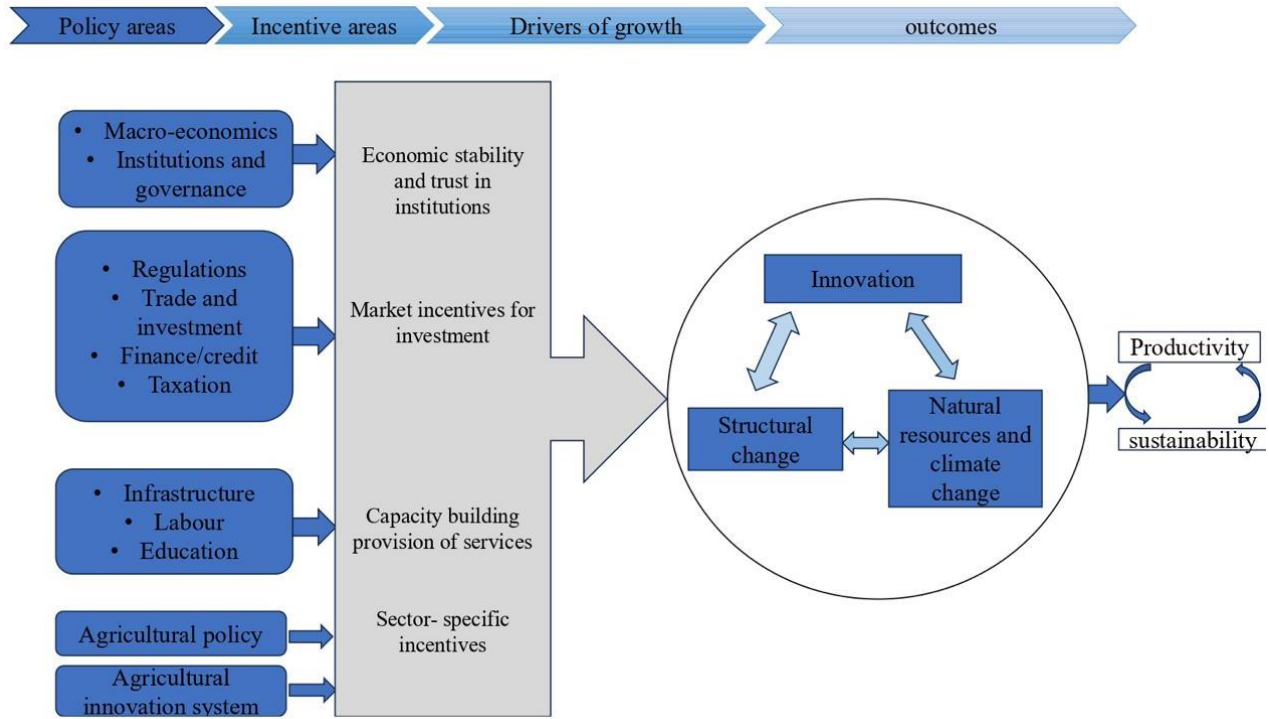 Policy areas
Incentive areas
Drivers of growth
outcomes
• Macro-economics
• Institutions and
governance
• Regulations
• Trade and
investment
• Finance/credit
• Taxation
• Infrastructure
• Labour
• Education
Agricultural policy
Agricultural
innovation system
Economic stability
and trust in
institutions
Market incentives for
investment
Capacity building
provision of services
Sector- specific
incentives
Innovation
Structural
change
Natural
resources and
climate
change
Productivity
sustainability